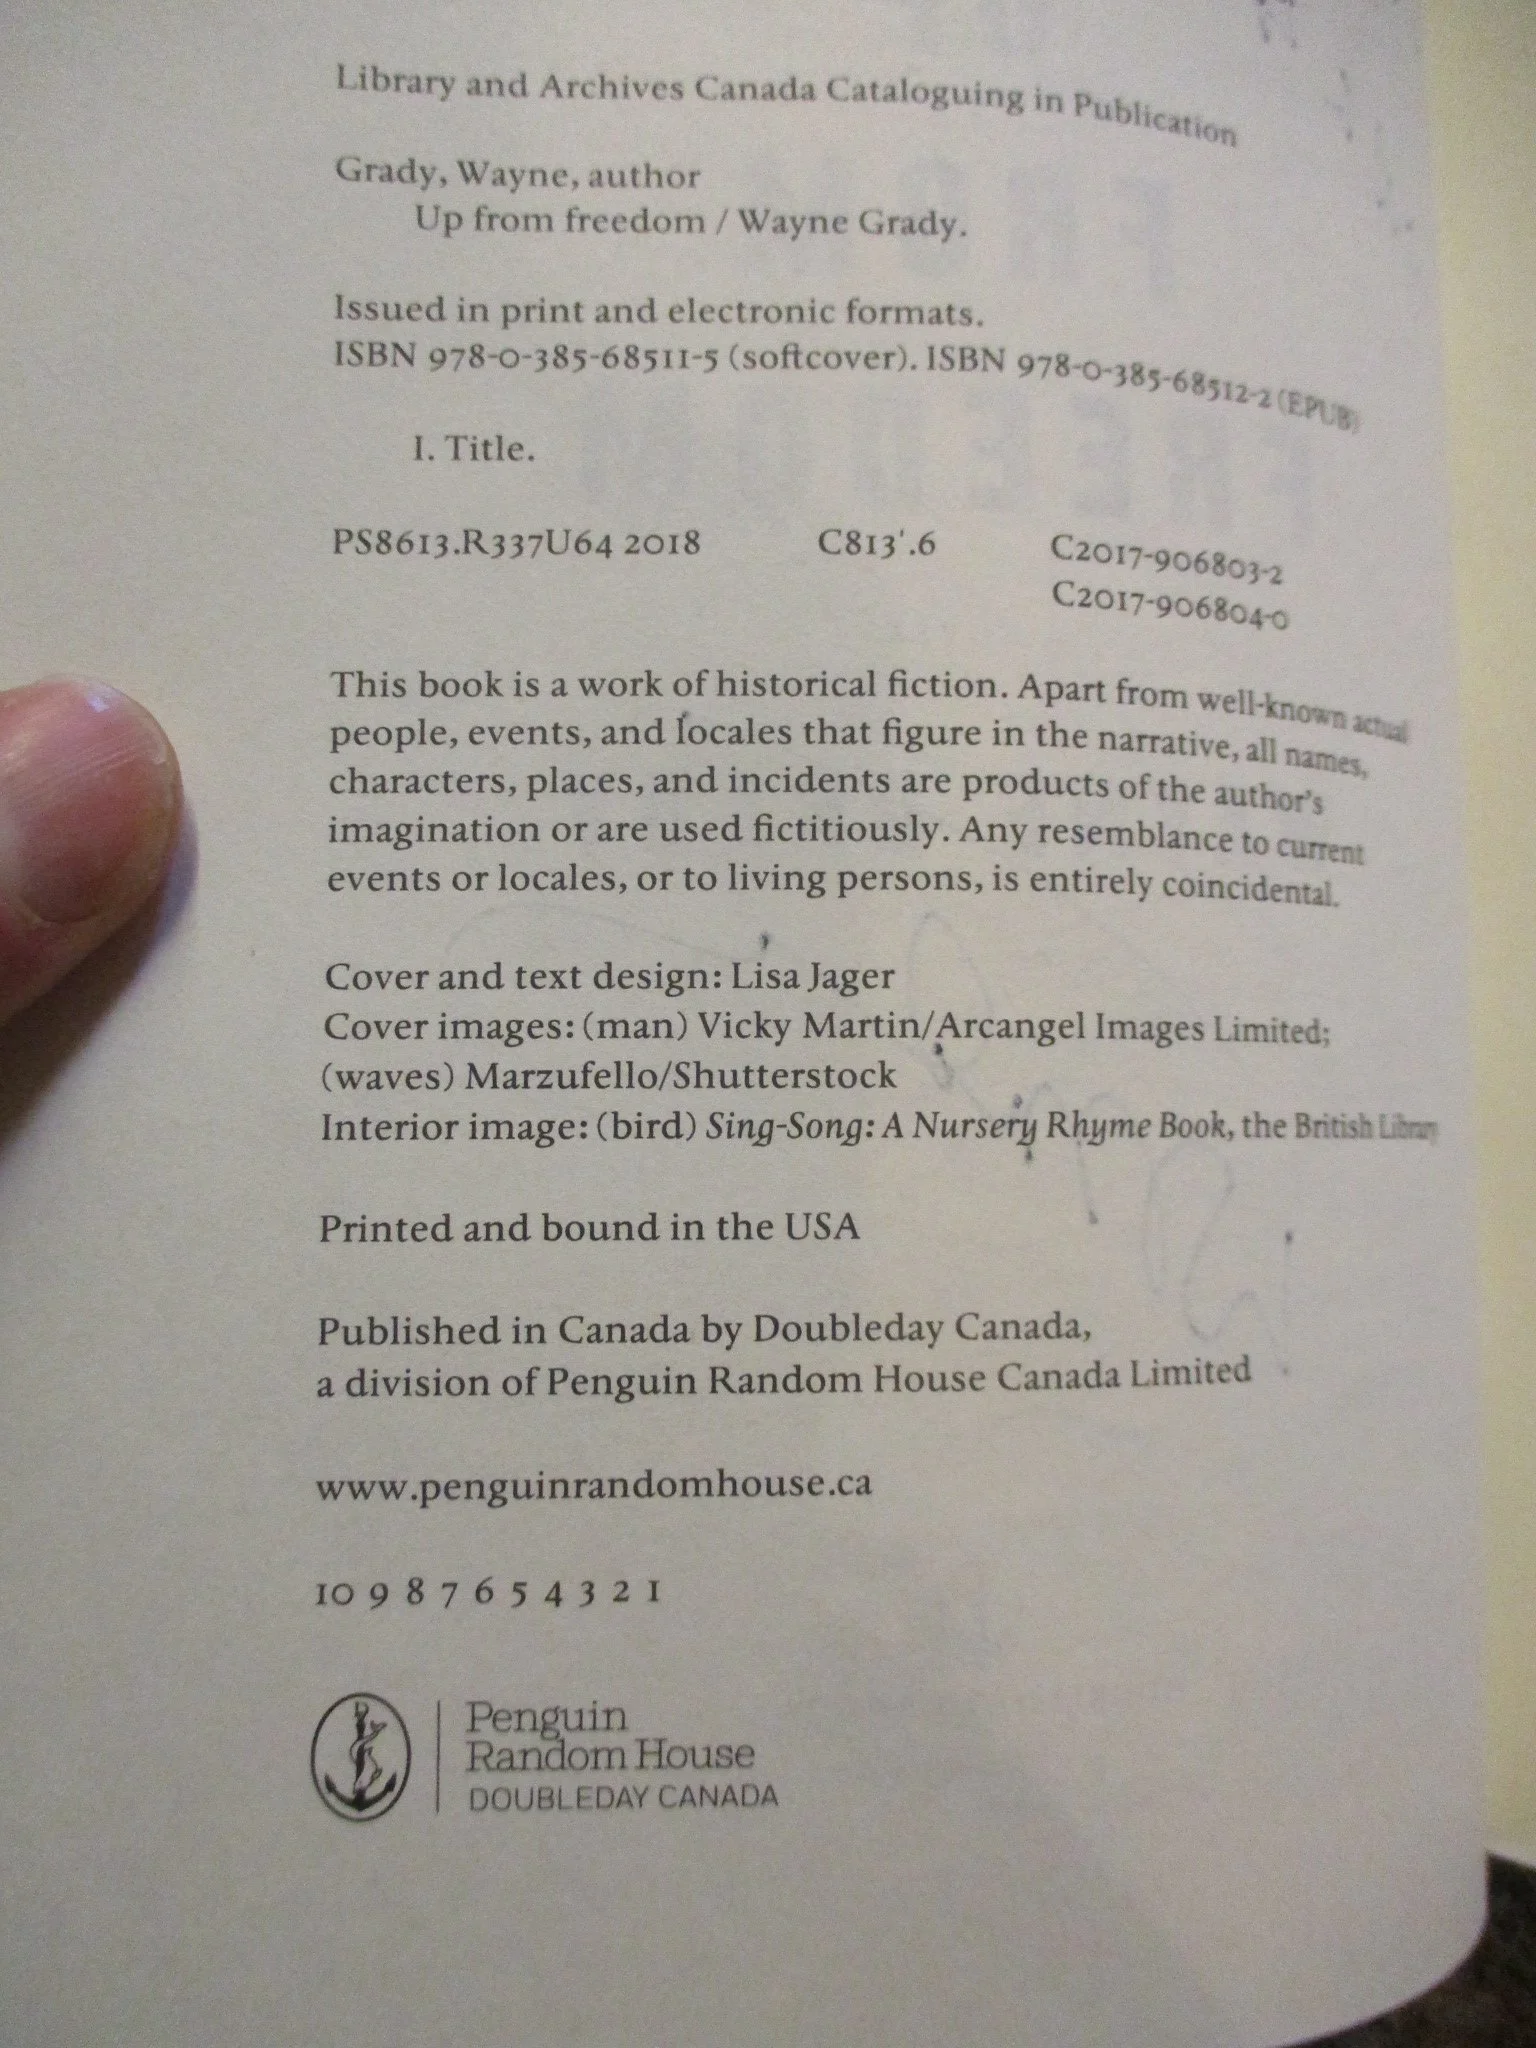 Library and Archives Canada Cataloguing in Publication
Grady, Wayne, author
Up from freedom / Wayne Grady.
Issued in print and electronic formats.
ISBN 978-0-385-68511-5 (softcover). ISBN 978-0-385-68512-2 (EPUB)
I. Title.
PS8613.R337U64 2018 C813'.6 C2017-906803-2
C2017-906804-0
This book is a work of historical fiction. Apart from well-known actual
people, events, and locales that figure in the narrative, all names,
characters, places, and incidents are products of the author's
imagination or are used fictitiously. Any resemblance to current
events or locales, or to living persons, is entirely coincidental.
Cover and text design: Lisa Jager
Cover images: (man) Vicky Martin/Arcangel Images Limited;
(waves) Marzufello/Shutterstock
Interior image: (bird) Sing-Song: A Nursery Rhyme Book, the British Library
Printed and bound in the USA
Published in Canada by Doubleday Canada,
a division of Penguin Random House Canada Limited
www.penguinrandomhouse.ca
10 9 8 7 6 5 4 3 2 1
Penguin
Random House
DOUBLEDAY CANADA